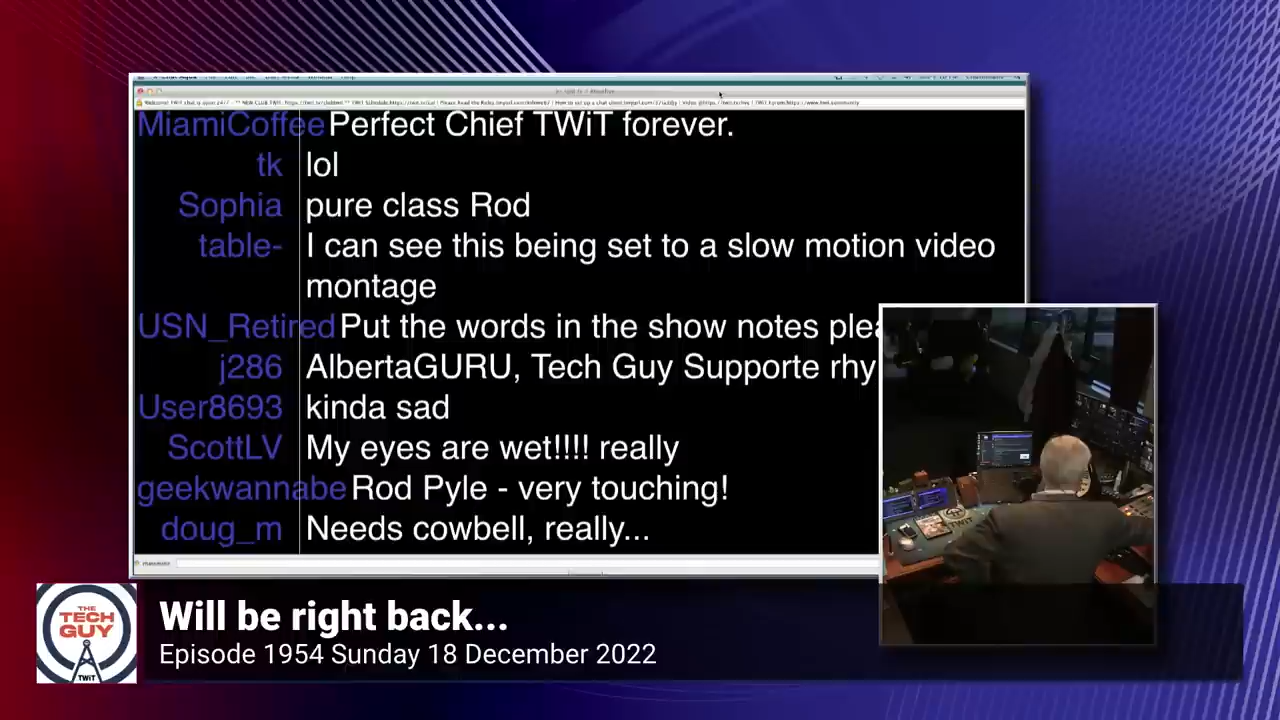 MiamiCoffee Perfect Chief TWiT forever.
tk lol
Sophia pure class Rod
table- I can see this being set to a slow motion video
montage
USN_Retired Put the words in the show notes plea
j286 AlbertaGURU, Tech Guy Supporte rhy
User8693 kinda sad
ScottLV My eyes are wet!!!! really
geekwannabe Rod Pyle - very touching!
doug_m Needs cowbell, really...
TWiT
THE
TECH
GUY
TWiT
Will be right back...
Episode 1954 Sunday 18 December 2022